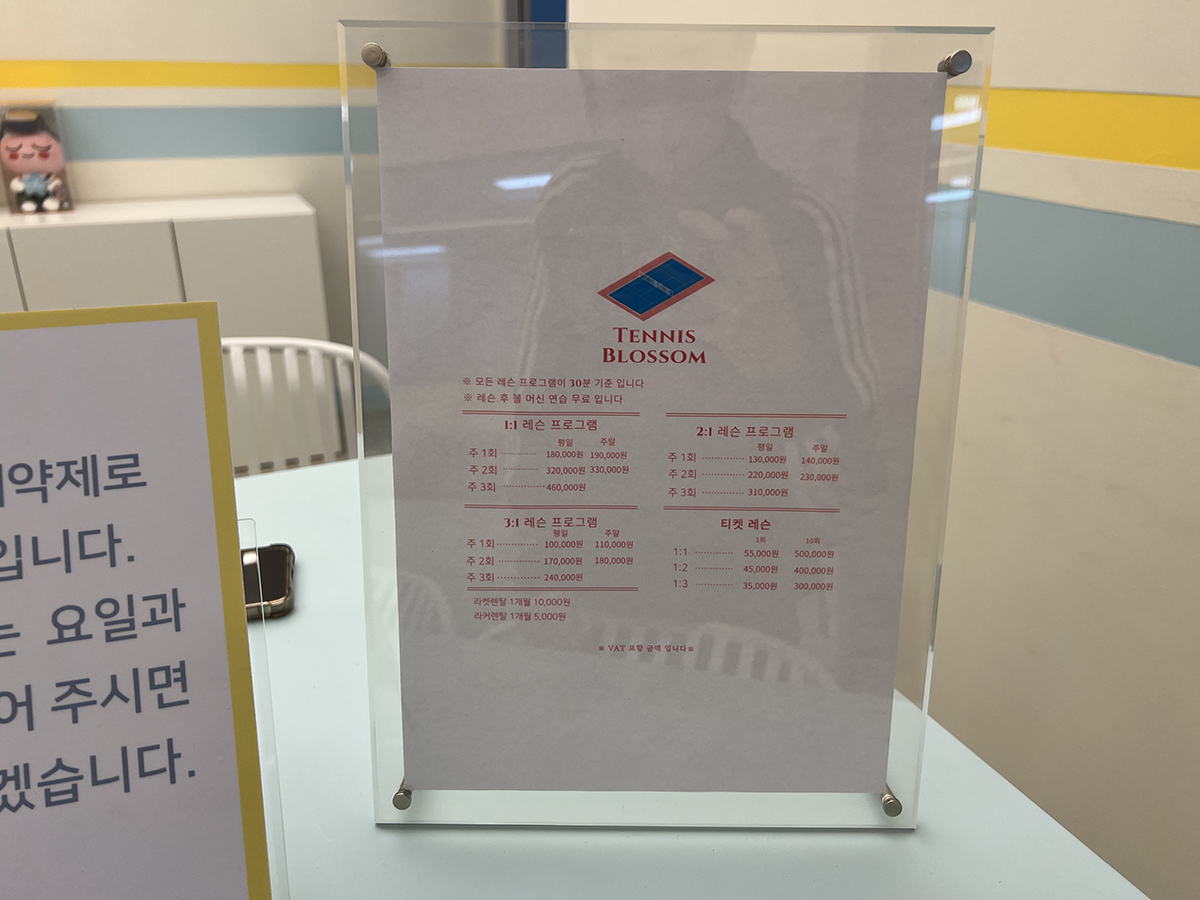 약제로
입니다.
는 요일과
어 주시면
겠습니다.
TENNIS
BLOSSOM
※ 모든 레슨 프로그램이 30분 기준 입니다
※ 레슨 후 볼 머신 연습 무료 입니다
1:1 레슨 프로그램
평일 주말
주 1회 ············ 180,000원 190,000원
주 2회 ············ 320,000원 330,000원
주 3회 ············ 460,000원
2:1 레슨 프로그램
평일 주말
주 1회 ············ 130,000원 140,000원
주 2회 ············ 220,000원 230,000원
주 3회 ············ 310,000원
3:1 레슨 프로그램
평일 주말
주 1회 ············ 100,000원 110,000원
주 2회 ············ 170,000원 180,000원
주 3회 ············ 240,000원
티켓 레슨
1회 10회
1:1 ············ 55,000원 500,000원
1:2 ············ 45,000원 400,000원
1:3 ············ 35,000원 300,000원
라켓렌탈 1개월 10,000원
라커렌탈 1개월 5,000원
※ VAT 포함 금액 입니다※